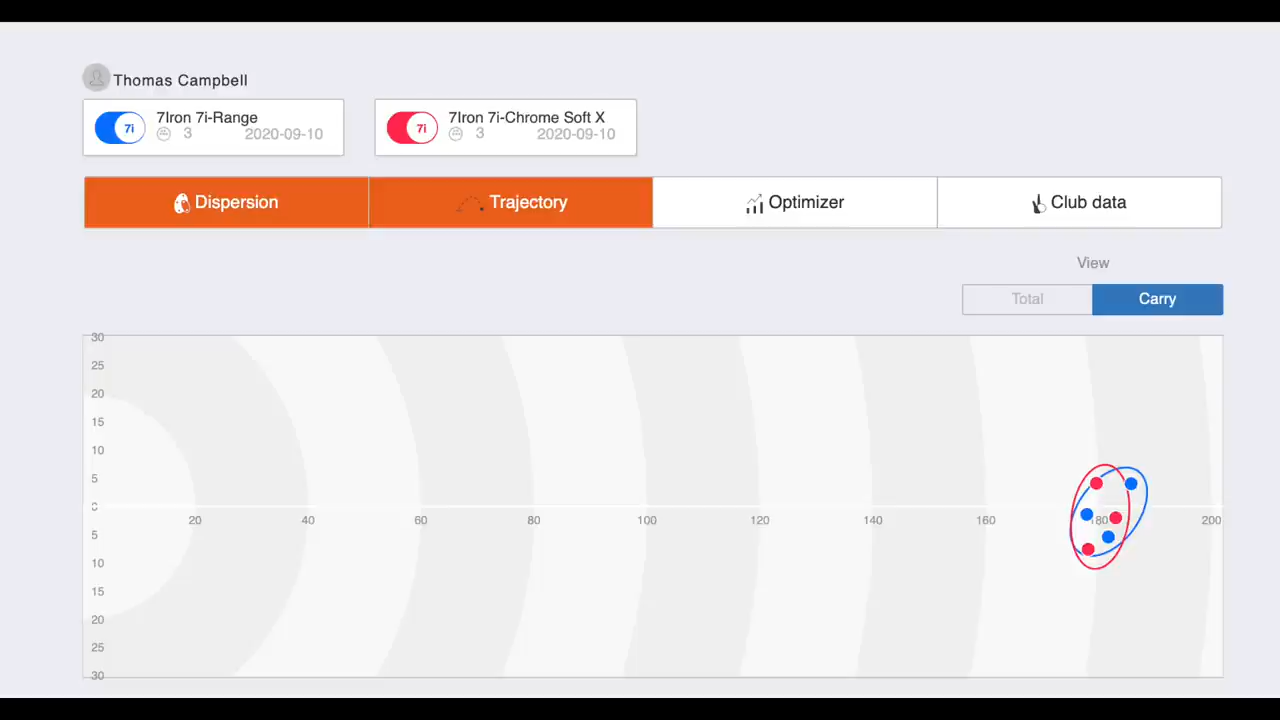 Thomas Campbell
7i 7Iron 7i-Range
3 2020-09-10
7i 7Iron 7i-Chrome Soft X
3 2020-09-10
Dispersion Trajectory Optimizer Club data
View
Total Carry
30
25
20
15
10
5
0
20 40 60 80 100 120 140 160 180 200
5
10
15
20
25
30